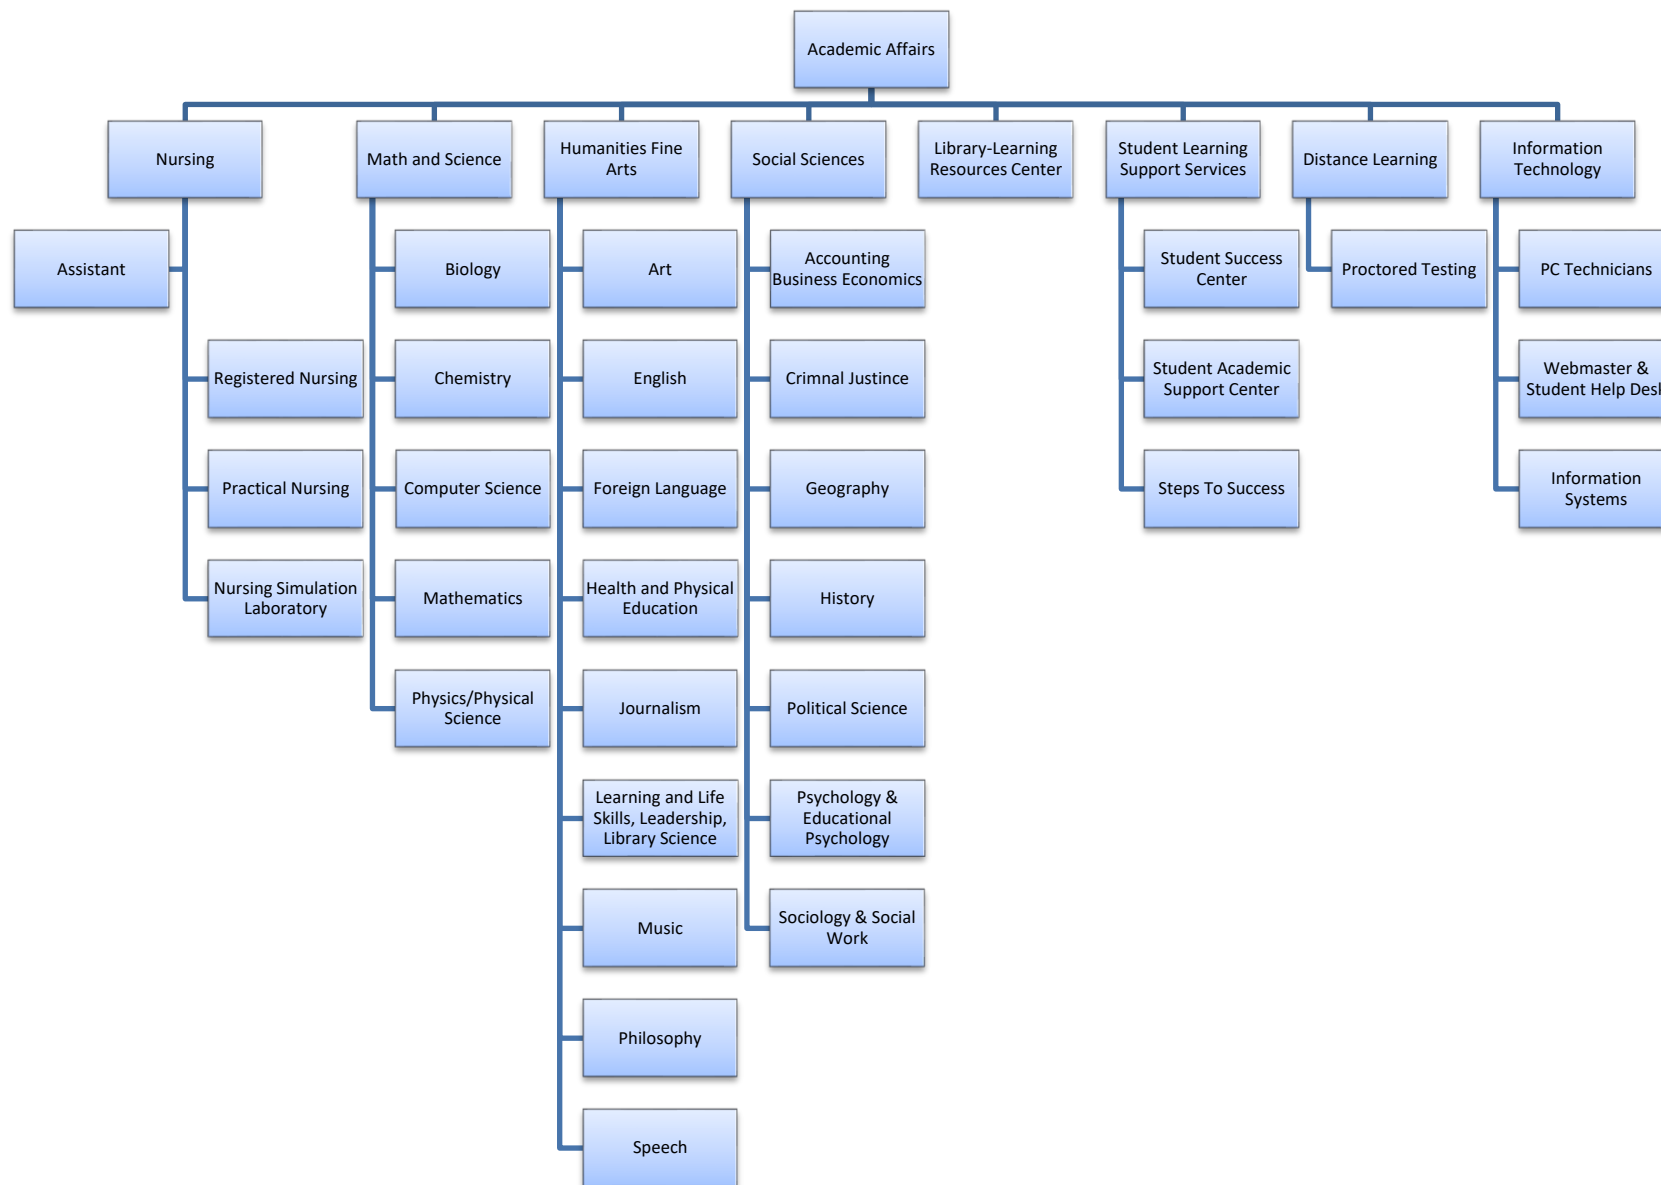 Academic Affairs
Nursing
Math and Science
Humanities Fine
Arts
Social Sciences
Library-Learning
Resources Center
Student Learning
Support Services
Distance Learning
Information
Technology
Assistant
Registered Nursing
Practical Nursing
Nursing Simulation
Laboratory
Biology
Chemistry
Computer Science
Mathematics
Physics/Physical
Science
Art
English
Foreign Language
Health and Physical
Education
Journalism
Learning and Life
Skills, Leadership,
Library Science
Music
Philosophy
Speech
Accounting
Business Economics
Crimnal Justince
Geography
History
Political Science
Psychology &
Educational
Psychology
Sociology & Social
Work
Student Success
Center
Student Academic
Support Center
Steps To Success
Proctored Testing
PC Technicians
Webmaster &
Student Help Desk
Information
Systems